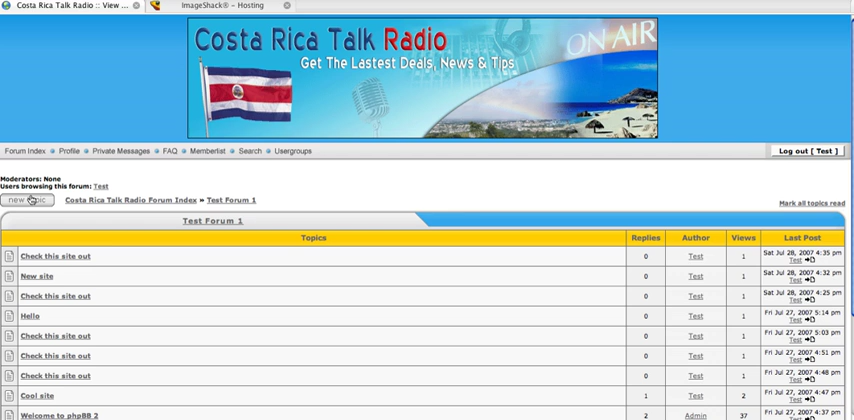 Costa Rica Talk Radio :: View ...
ImageShack® - Hosting
Costa Rica Talk Radio
ON AIR
Get The Lastest Deals, News & Tips
Forum Index Profile Private Messages FAQ Memberlist Search Usergroups Log out [ Test ]
Moderators: None
Users browsing this forum: Test
new topic Costa Rica Talk Radio Forum Index » Test Forum 1 Mark all topics read
Test Forum 1
Topics Replies Author Views Last Post
Check this site out 0 Test 1 Sat Jul 28, 2007 4:35 pm
Test
New site 0 Test 1 Sat Jul 28, 2007 4:32 pm
Test
Check this site out 0 Test 1 Sat Jul 28, 2007 4:25 pm
Test
Hello 0 Test 1 Fri Jul 27, 2007 5:14 pm
Test
Check this site out 0 Test 1 Fri Jul 27, 2007 5:03 pm
Test
Check this site out 0 Test 1 Fri Jul 27, 2007 4:51 pm
Test
Check this site out 0 Test 1 Fri Jul 27, 2007 4:48 pm
Test
Cool site 1 Test 2 Fri Jul 27, 2007 4:47 pm
Test
Welcome to phpBB 2 2 Admin 37 Fri Jul 27, 2007 4:37 pm